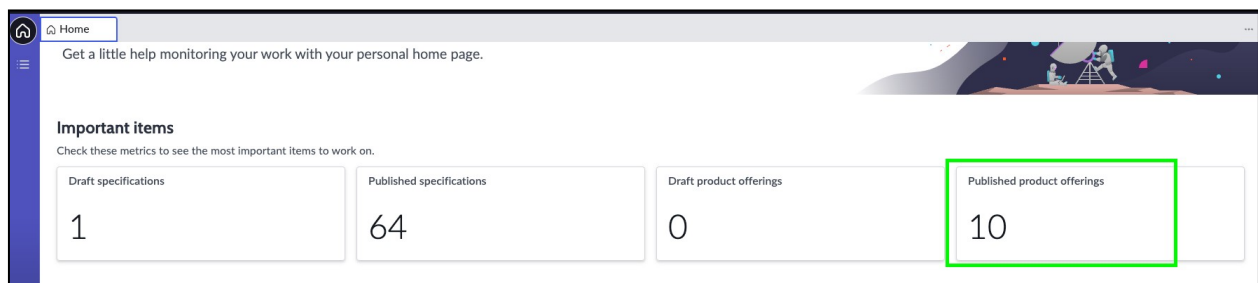 Home
Get a little help monitoring your work with your personal home page.
Important items
Check these metrics to see the most important items to work on.
Draft specifications
Published specifications
Draft product offerings
Published product offerings
1
64
0
10